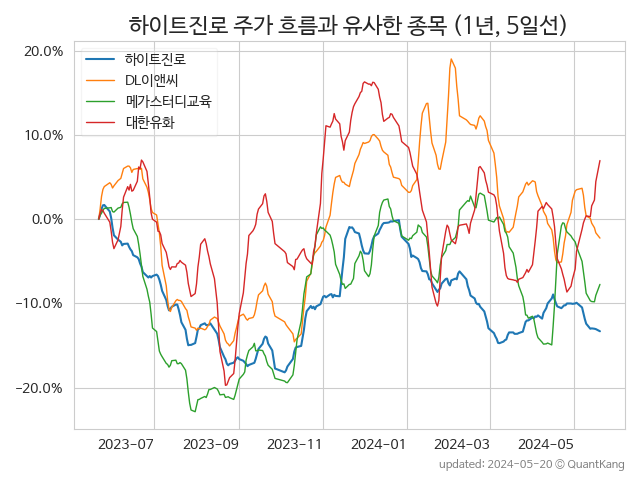 하이트진로 주가 흐름과 유사한 종목 (1년, 5일선)
하이트진로
DL이앤씨
메가스터디교육
대한유화
20.0%
10.0%
0.0%
−10.0%
−20.0%
2023-07 2023-09 2023-11 2024-01 2024-03 2024-05
updated: 2024-05-20 © QuantKang